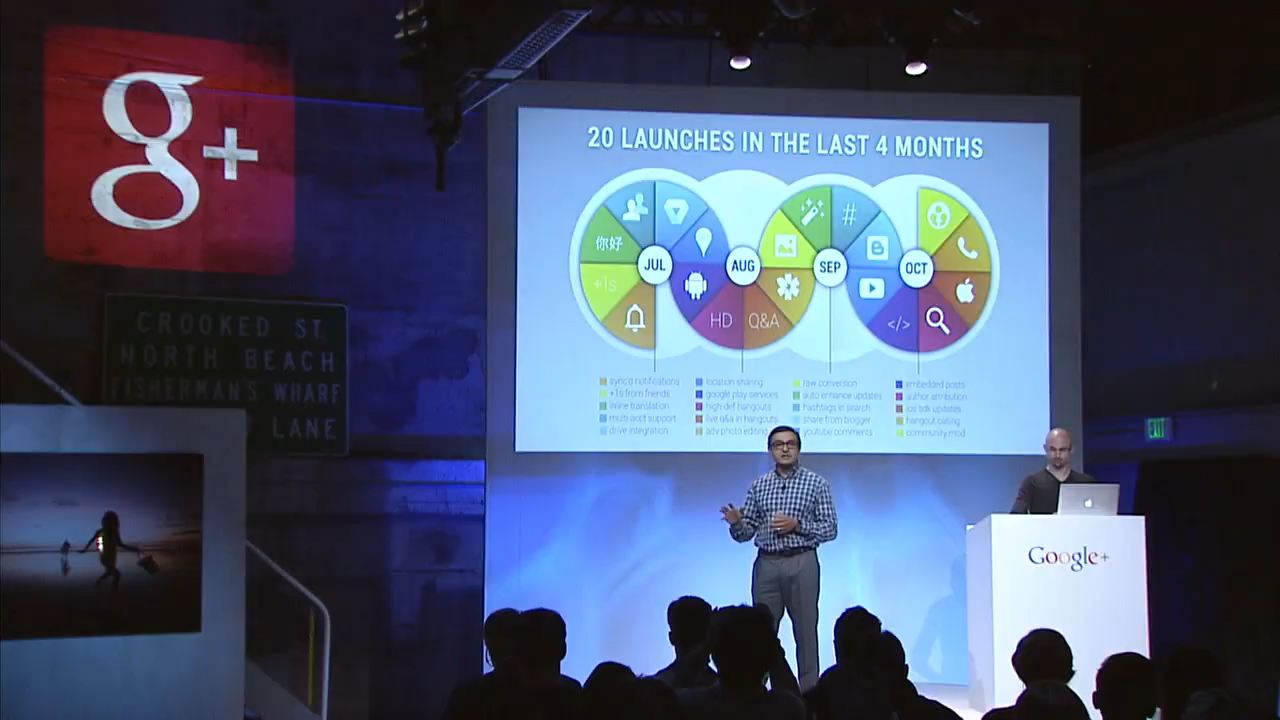 g+
CROOKED ST.
NORTH BEACH
FISHERMAN'S WHARF
LANE
20 LAUNCHES IN THE LAST 4 MONTHS
#
你好
JUL
AUG
SEP
OCT
+1s
HD
Q&A
</>
sync'd notifications
+1s from friends
inline translation
multi acct support
drive integration
location sharing
google play services
high-def hangouts
live q&a in hangouts
adv photo editing
raw conversion
auto enhance updates
hashtags in search
share from blogger
youtube comments
embedded posts
author attribution
ios sdk updates
hangout calling
community mod
EXIT
Google+